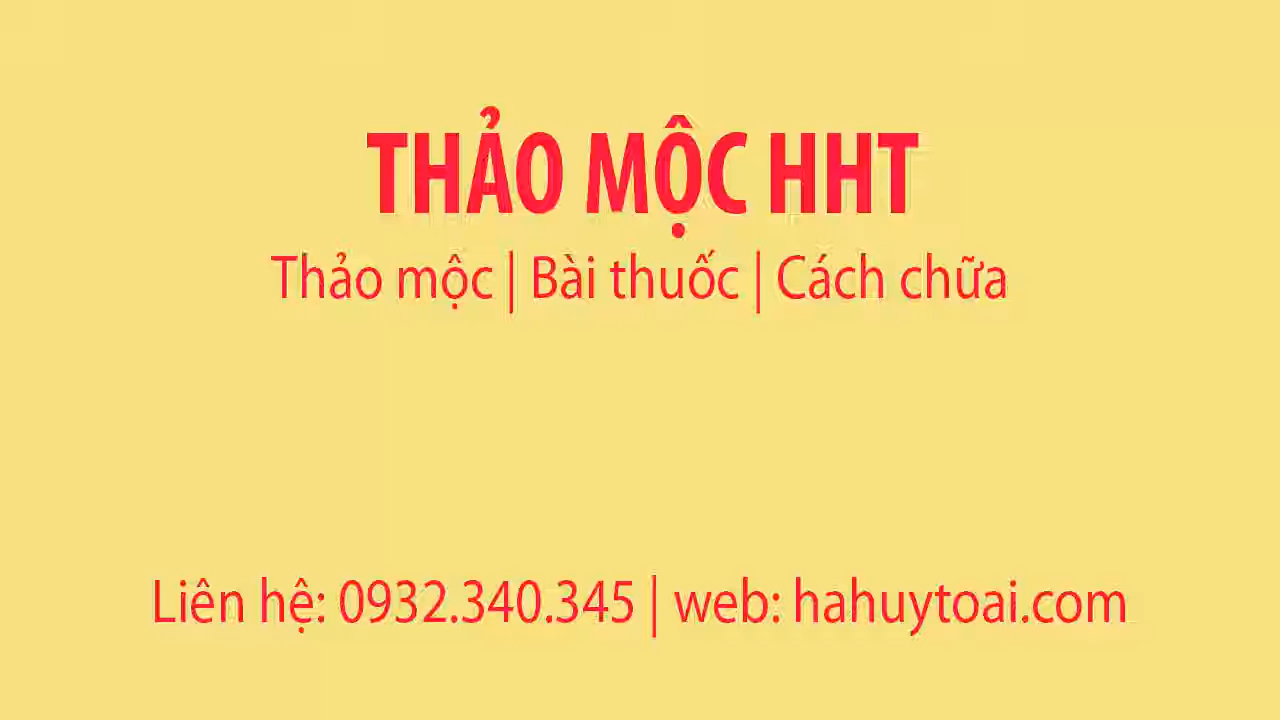 THẢO MỘC HHT
Thảo mộc | Bài thuốc | Cách chữa
Liên hệ: 0932.340.345 | web: hahuytoai.com